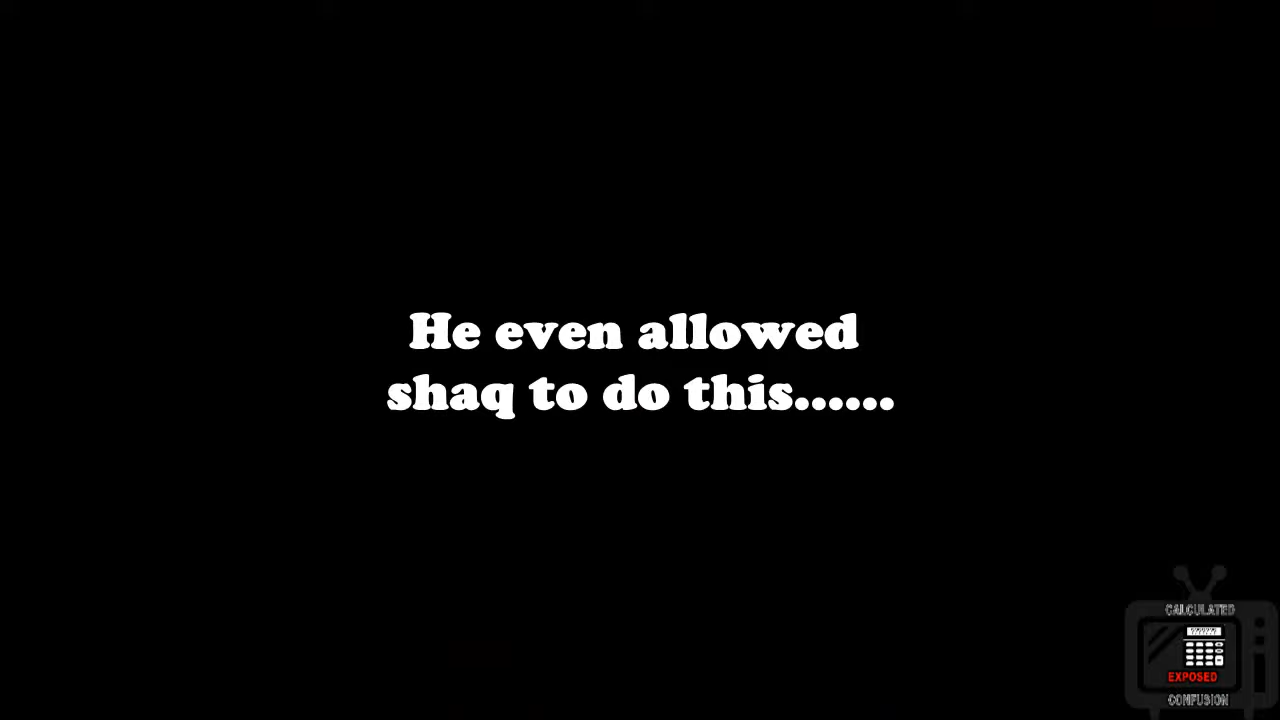 He even allowed
shaq to do this......
CALCULATED
EXPOSED
CONFUSION